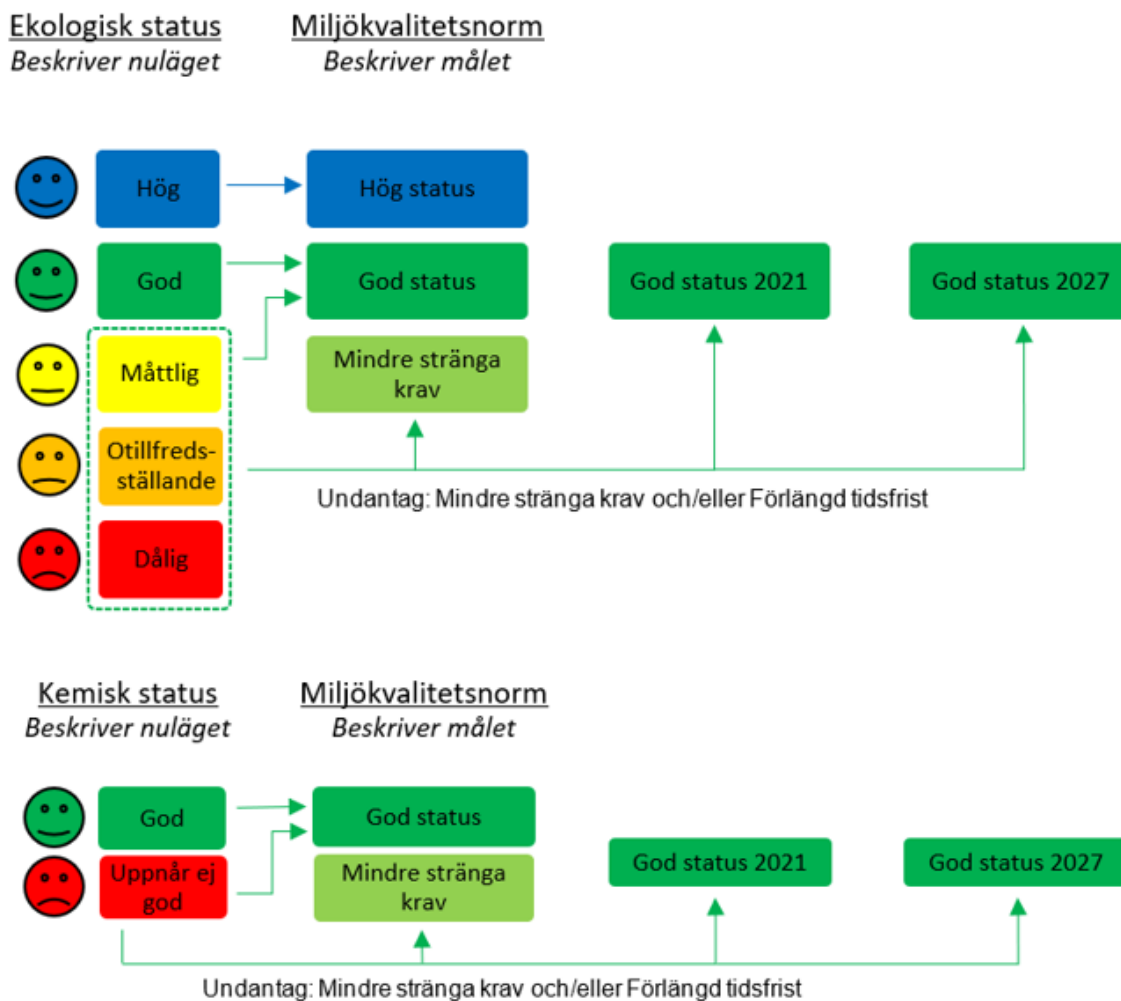 Ekologisk status
Beskriver nuläget
Miljökvalitetsnorm
Beskriver målet
Hög
Hög status
God
God status
God status 2021
God status 2027
Måttlig
Mindre stränga
krav
Otillfreds-
ställande
Undantag: Mindre stränga krav och/eller Förlängd tidsfrist
Dålig
Kemisk status
Beskriver nuläget
Miljökvalitetsnorm
Beskriver målet
God
God status
Uppnår ej
god
Mindre stränga
krav
God status 2021
God status 2027
Undantag: Mindre stränga krav och/eller Förlängd tidsfrist